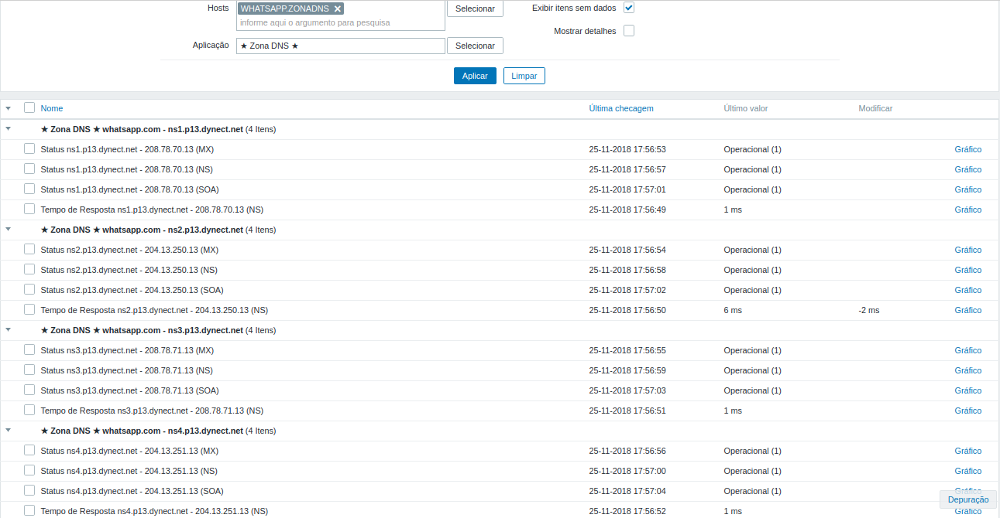 Hosts WHATSAPP.ZONADNS ✕ Selecionar Exibir itens sem dados
informe aqui o argumento para pesquisa
Mostrar detalhes
Aplicação ★ Zona DNS ★ Selecionar
Aplicar Limpar
Nome Última checagem Último valor Modificar
★ Zona DNS ★ whatsapp.com - ns1.p13.dynect.net (4 Itens)
Status ns1.p13.dynect.net - 208.78.70.13 (MX) 25-11-2018 17:56:53 Operacional (1) Gráfico
Status ns1.p13.dynect.net - 208.78.70.13 (NS) 25-11-2018 17:56:57 Operacional (1) Gráfico
Status ns1.p13.dynect.net - 208.78.70.13 (SOA) 25-11-2018 17:57:01 Operacional (1) Gráfico
Tempo de Resposta ns1.p13.dynect.net - 208.78.70.13 (NS) 25-11-2018 17:56:49 1 ms Gráfico
★ Zona DNS ★ whatsapp.com - ns2.p13.dynect.net (4 Itens)
Status ns2.p13.dynect.net - 204.13.250.13 (MX) 25-11-2018 17:56:54 Operacional (1) Gráfico
Status ns2.p13.dynect.net - 204.13.250.13 (NS) 25-11-2018 17:56:58 Operacional (1) Gráfico
Status ns2.p13.dynect.net - 204.13.250.13 (SOA) 25-11-2018 17:57:02 Operacional (1) Gráfico
Tempo de Resposta ns2.p13.dynect.net - 204.13.250.13 (NS) 25-11-2018 17:56:50 6 ms -2 ms Gráfico
★ Zona DNS ★ whatsapp.com - ns3.p13.dynect.net (4 Itens)
Status ns3.p13.dynect.net - 208.78.71.13 (MX) 25-11-2018 17:56:55 Operacional (1) Gráfico
Status ns3.p13.dynect.net - 208.78.71.13 (NS) 25-11-2018 17:56:59 Operacional (1) Gráfico
Status ns3.p13.dynect.net - 208.78.71.13 (SOA) 25-11-2018 17:57:03 Operacional (1) Gráfico
Tempo de Resposta ns3.p13.dynect.net - 208.78.71.13 (NS) 25-11-2018 17:56:51 1 ms Gráfico
★ Zona DNS ★ whatsapp.com - ns4.p13.dynect.net (4 Itens)
Status ns4.p13.dynect.net - 204.13.251.13 (MX) 25-11-2018 17:56:56 Operacional (1) Gráfico
Status ns4.p13.dynect.net - 204.13.251.13 (NS) 25-11-2018 17:57:00 Operacional (1) Gráfico
Status ns4.p13.dynect.net - 204.13.251.13 (SOA) 25-11-2018 17:57:04 Operacional (1) Gráfico
Depuração
Tempo de Resposta ns4.p13.dynect.net - 204.13.251.13 (NS) 25-11-2018 17:56:52 1 ms Gráfico